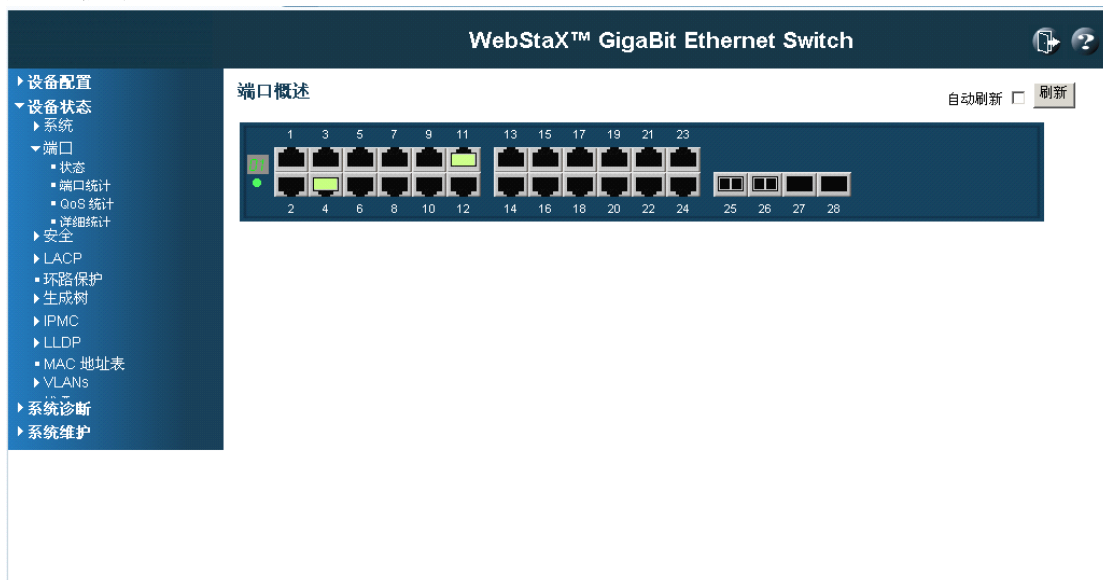 WebStaX™ GigaBit Ethernet Switch
设备配置
设备状态
系统
端口
状态
端口统计
QoS 统计
详细统计
安全
LACP
环路保护
生成树
IPMC
LLDP
MAC 地址表
VLANs
系统诊断
系统维护
端口概述
自动刷新 刷新
1 3 5 7 9 11 13 15 17 19 21 23
2 4 6 8 10 12 14 16 18 20 22 24 25 26 27 28